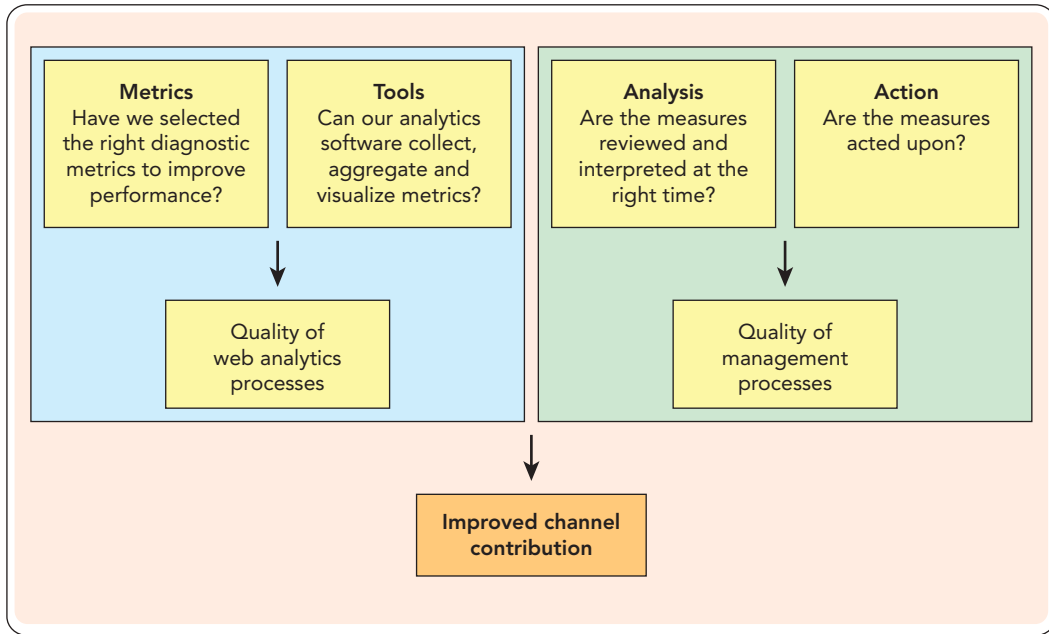 Metrics
Have we selected
the right diagnostic
metrics to improve
performance?
Tools
Can our analytics
software collect,
aggregate and
visualize metrics?
Analysis
Are the measures
reviewed and
interpreted at the
right time?
Action
Are the measures
acted upon?
Quality of
web analytics
processes
Quality of
management
processes
Improved channel
contribution